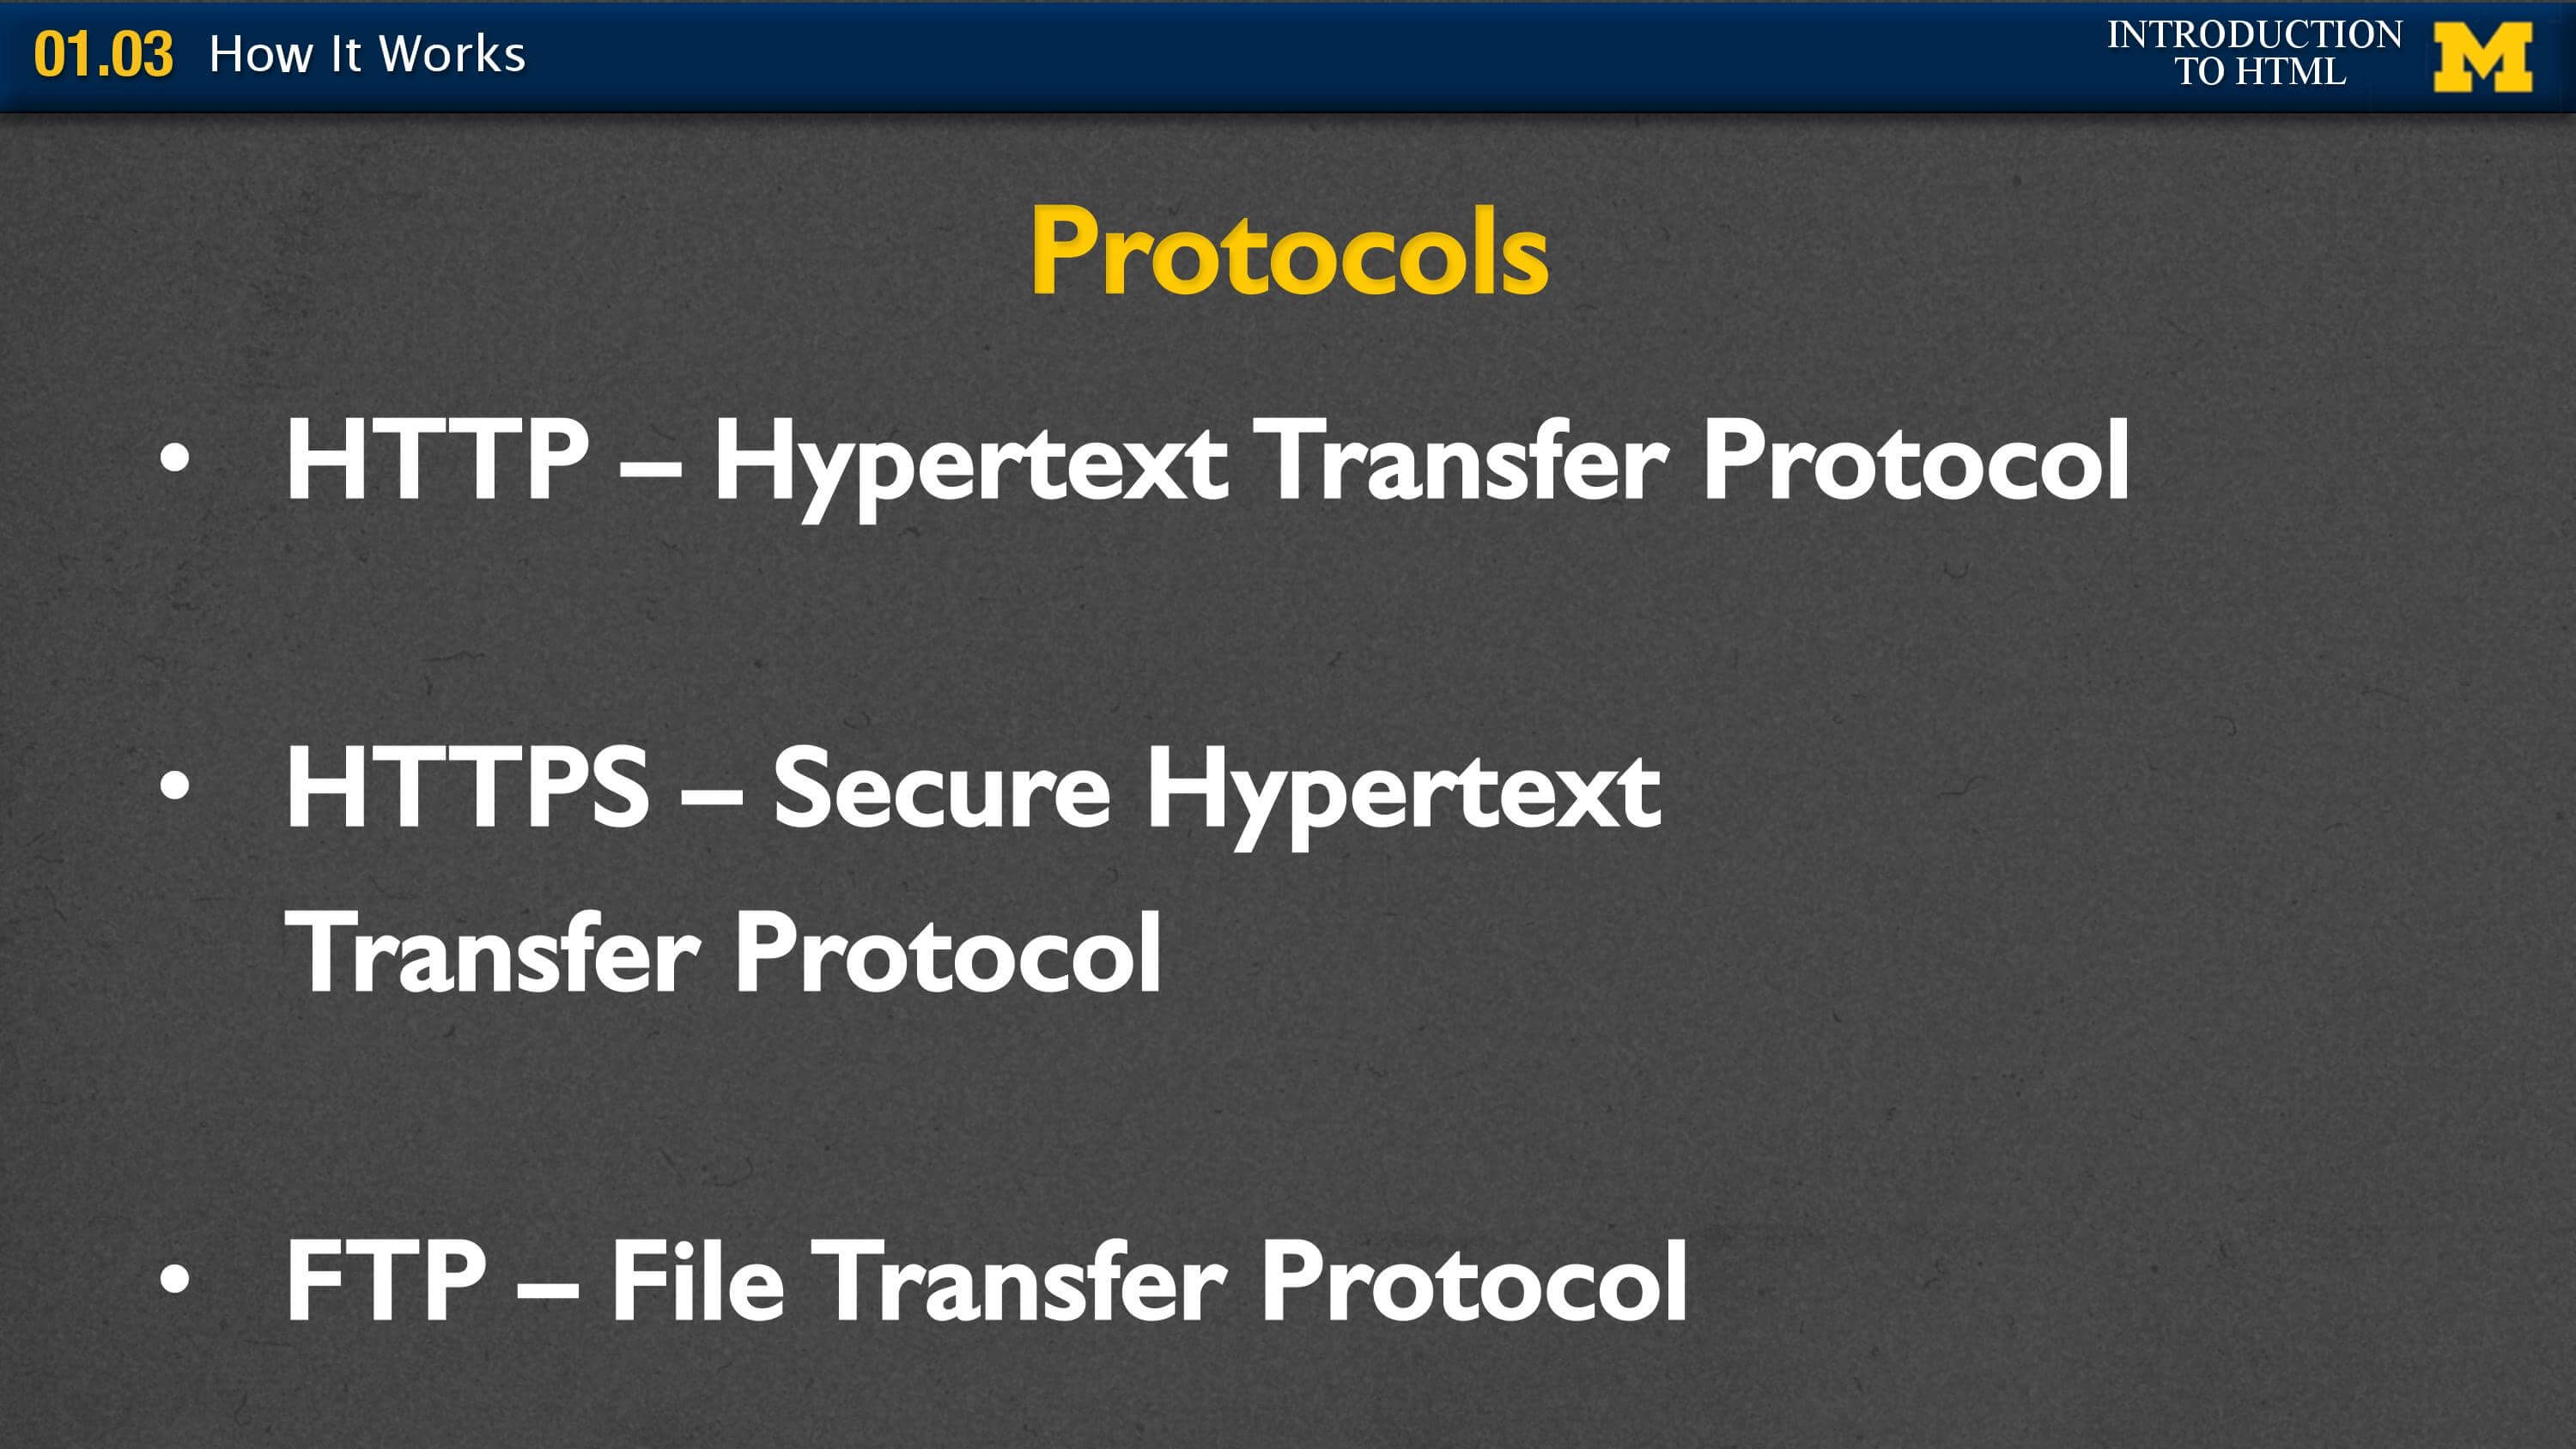 01.03 How It Works
INTRODUCTION
TO HTML
M
Protocols
• HTTP – Hypertext Transfer Protocol
• HTTPS – Secure Hypertext
Transfer Protocol
• FTP – File Transfer Protocol